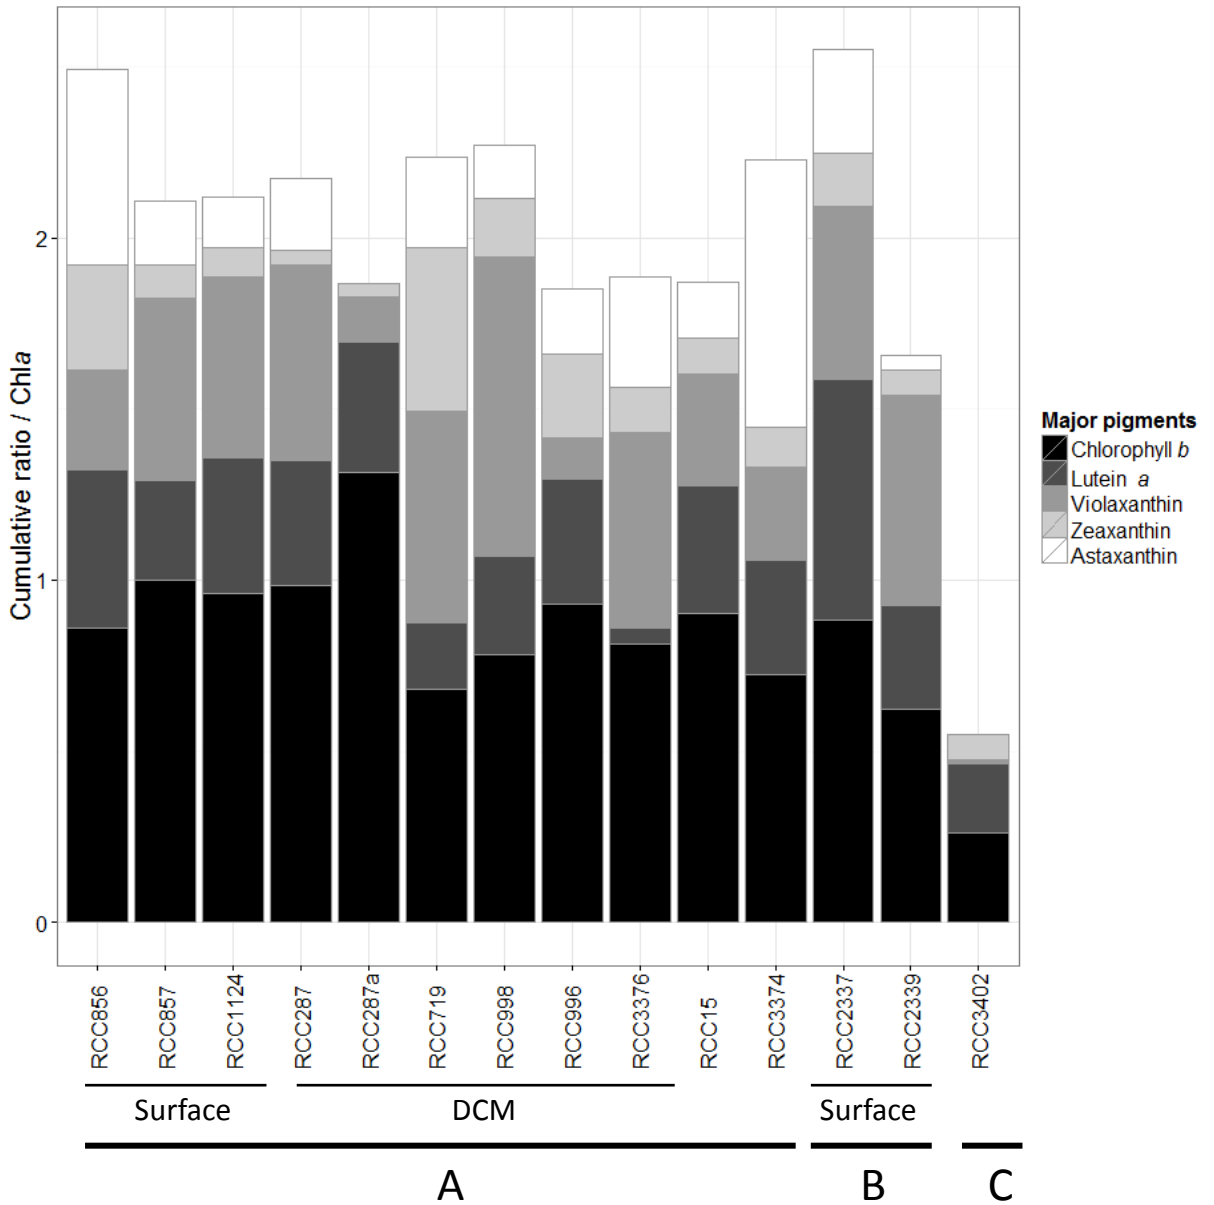 Cumulative ratio / Chla
2
1
0
Major pigments
Chlorophyll b
Lutein a
Violaxanthin
Zeaxanthin
Astaxanthin
RCC856
RCC857
RCC1124
RCC287
RCC287a
RCC719
RCC998
RCC996
RCC3376
RCC15
RCC3374
RCC2337
RCC2339
RCC3402
Surface DCM Surface
A B C